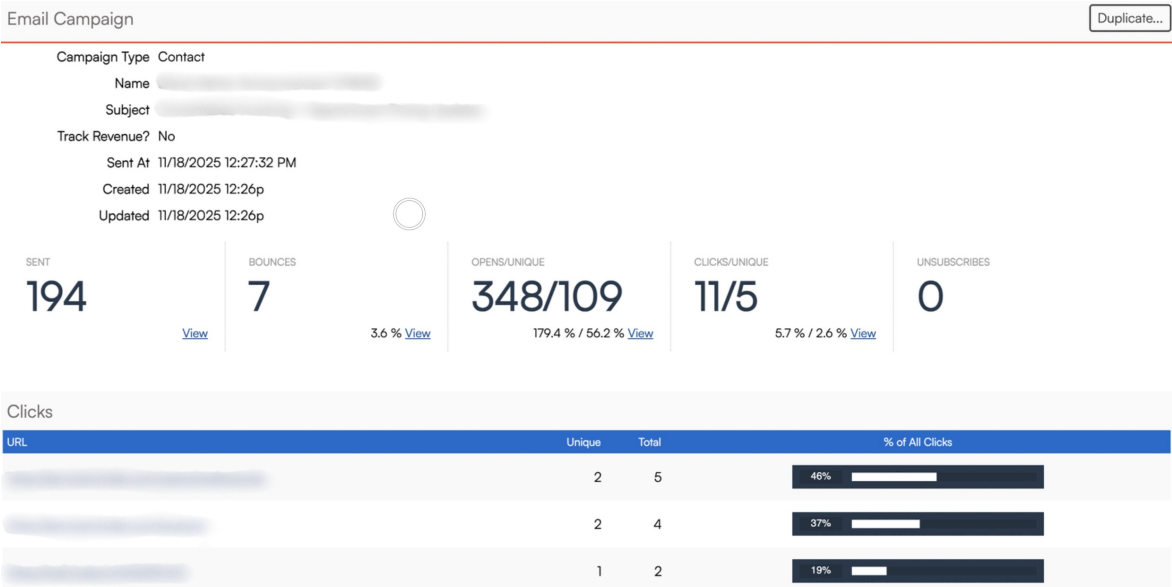 Email Campaign
Duplicate...
Campaign Type Contact
Name
Subject
Track Revenue? No
Sent At 11/18/2025 12:27:32 PM
Created 11/18/2025 12:26p
Updated 11/18/2025 12:26p
SENT
194
View
BOUNCES
7
3.6 % View
OPENS/UNIQUE
348/109
179.4 % / 56.2 % View
CLICKS/UNIQUE
11/5
5.7 % / 2.6 % View
UNSUBSCRIBES
0
Clicks
URL Unique Total % of All Clicks
2 5 46%
2 4 37%
1 2 19%